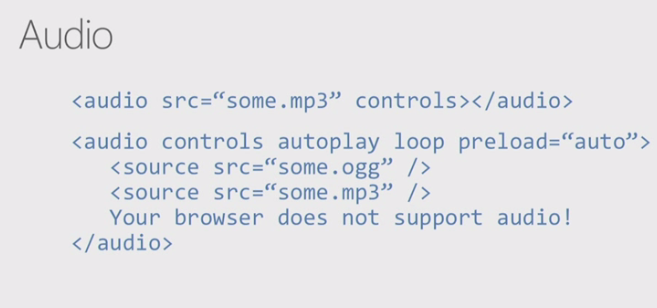 Audio
<audio src=“some.mp3” controls></audio>
<audio controls autoplay loop preload=“auto”>
<source src=“some.ogg” />
<source src=“some.mp3” />
Your browser does not support audio!
</audio>